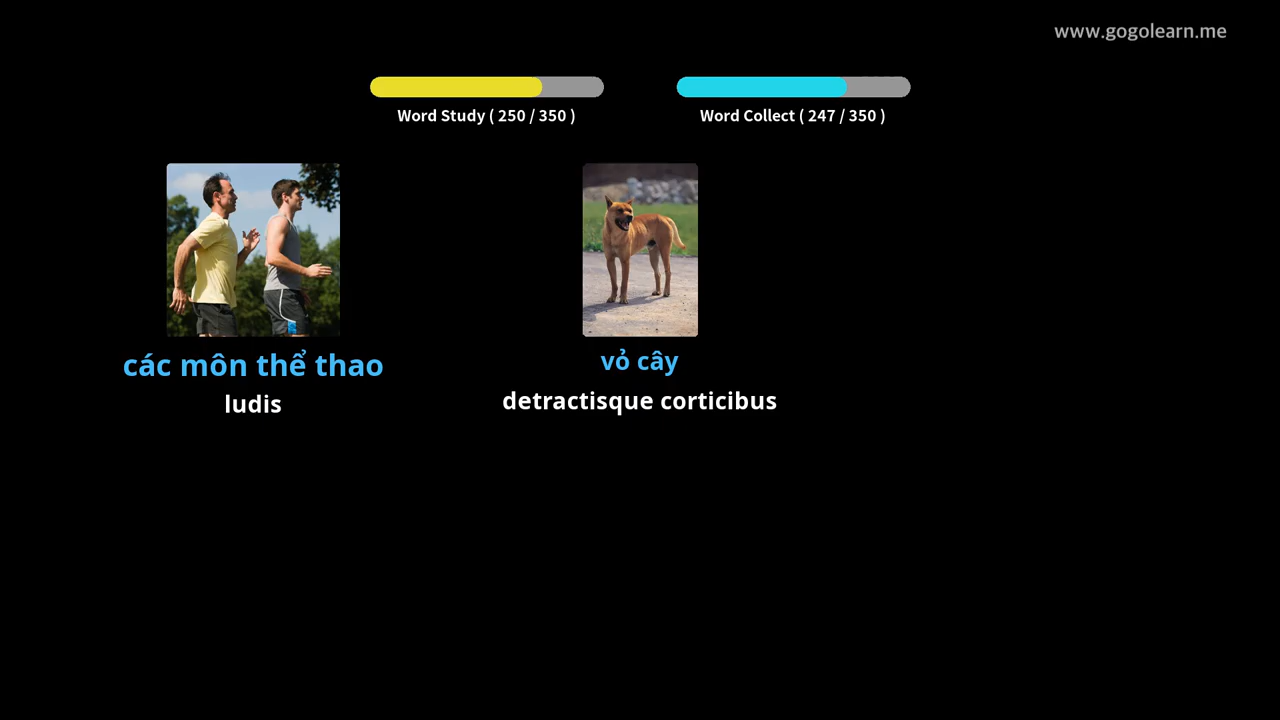 www.gogolearn.me
Word Study ( 250 / 350 )
Word Collect ( 247 / 350 )
các môn thể thao
ludis
vỏ cây
detractisque corticibus